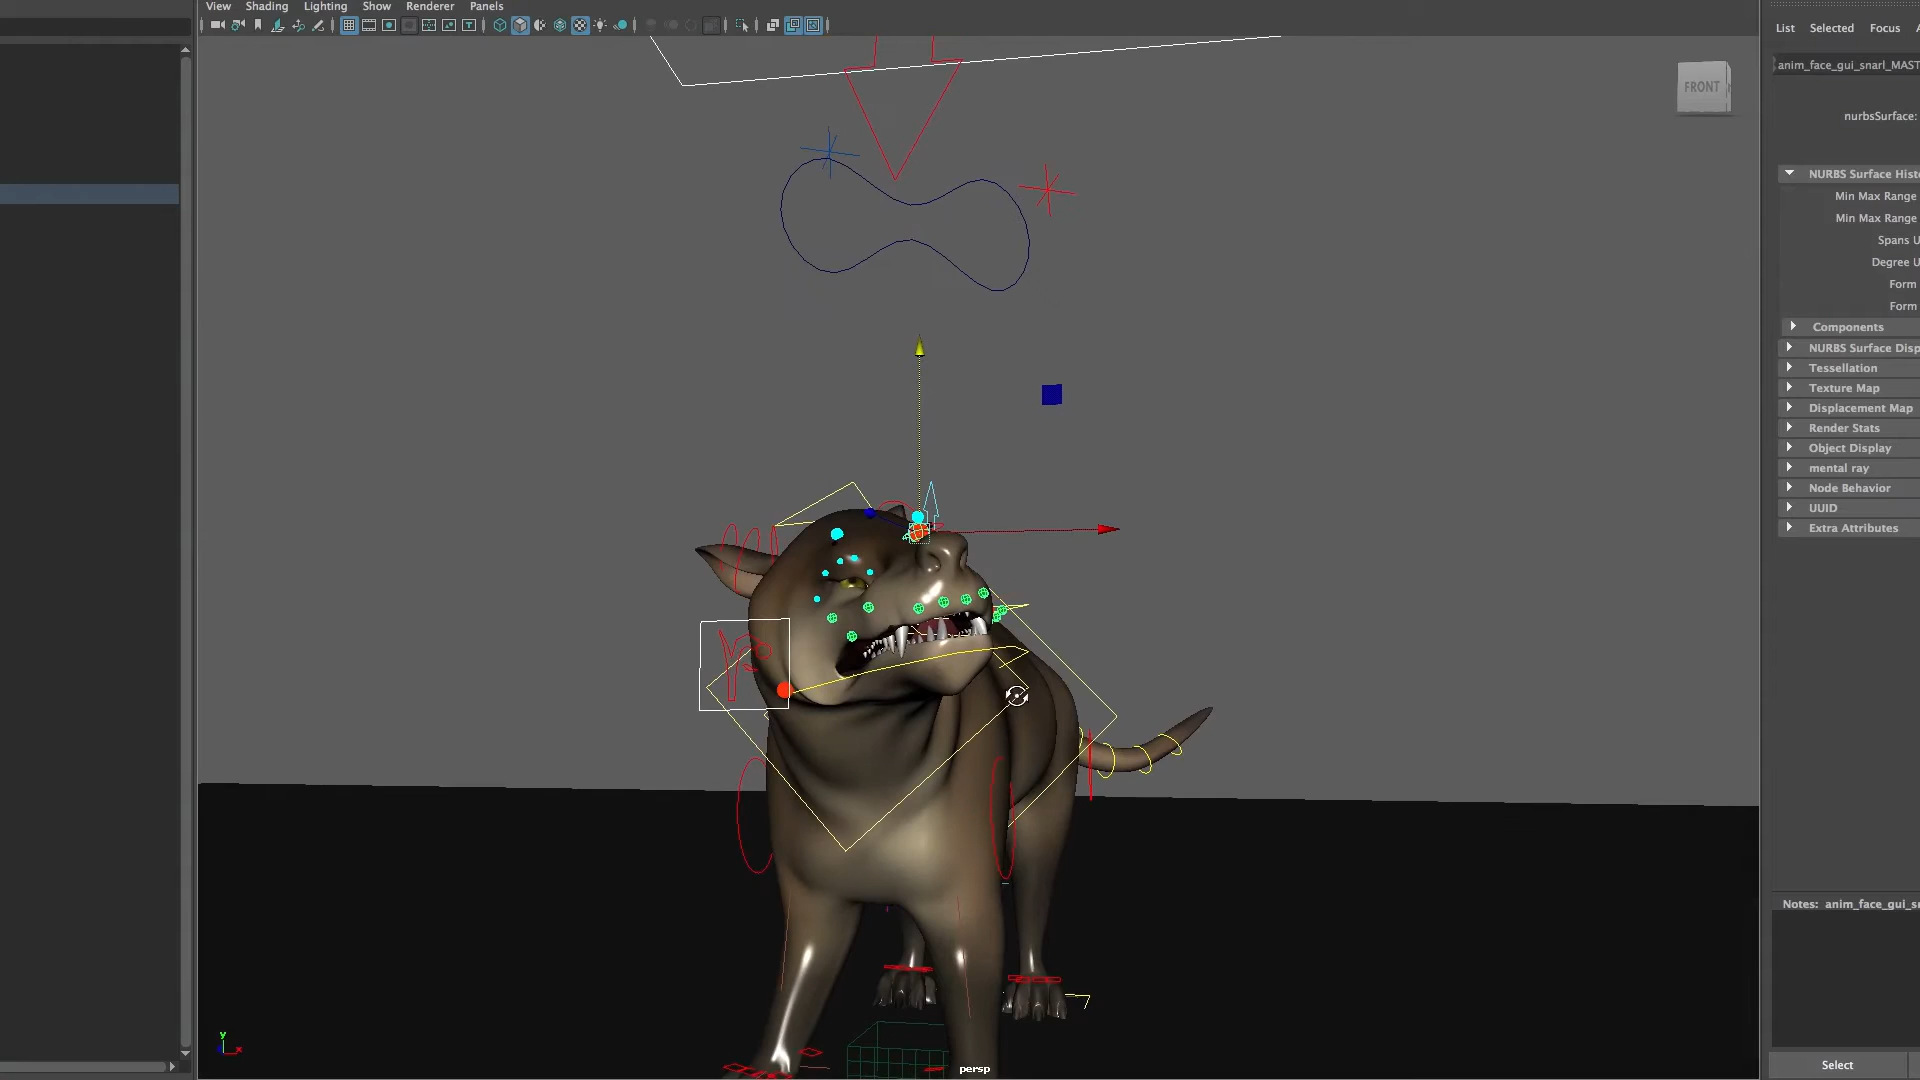 View Shading Lighting Show Renderer Panels
List Selected Focus
anim_face_gui_snarl_MAST
FRONT
nurbsSurface:
NURBS Surface Histo
Min Max Range
Min Max Range
Spans U
Degree U
Form
Form
Components
NURBS Surface Disp
Tessellation
Texture Map
Displacement Map
Render Stats
Object Display
mental ray
Node Behavior
UUID
Extra Attributes
Notes: anim_face_gui_s
y
x
persp
Select